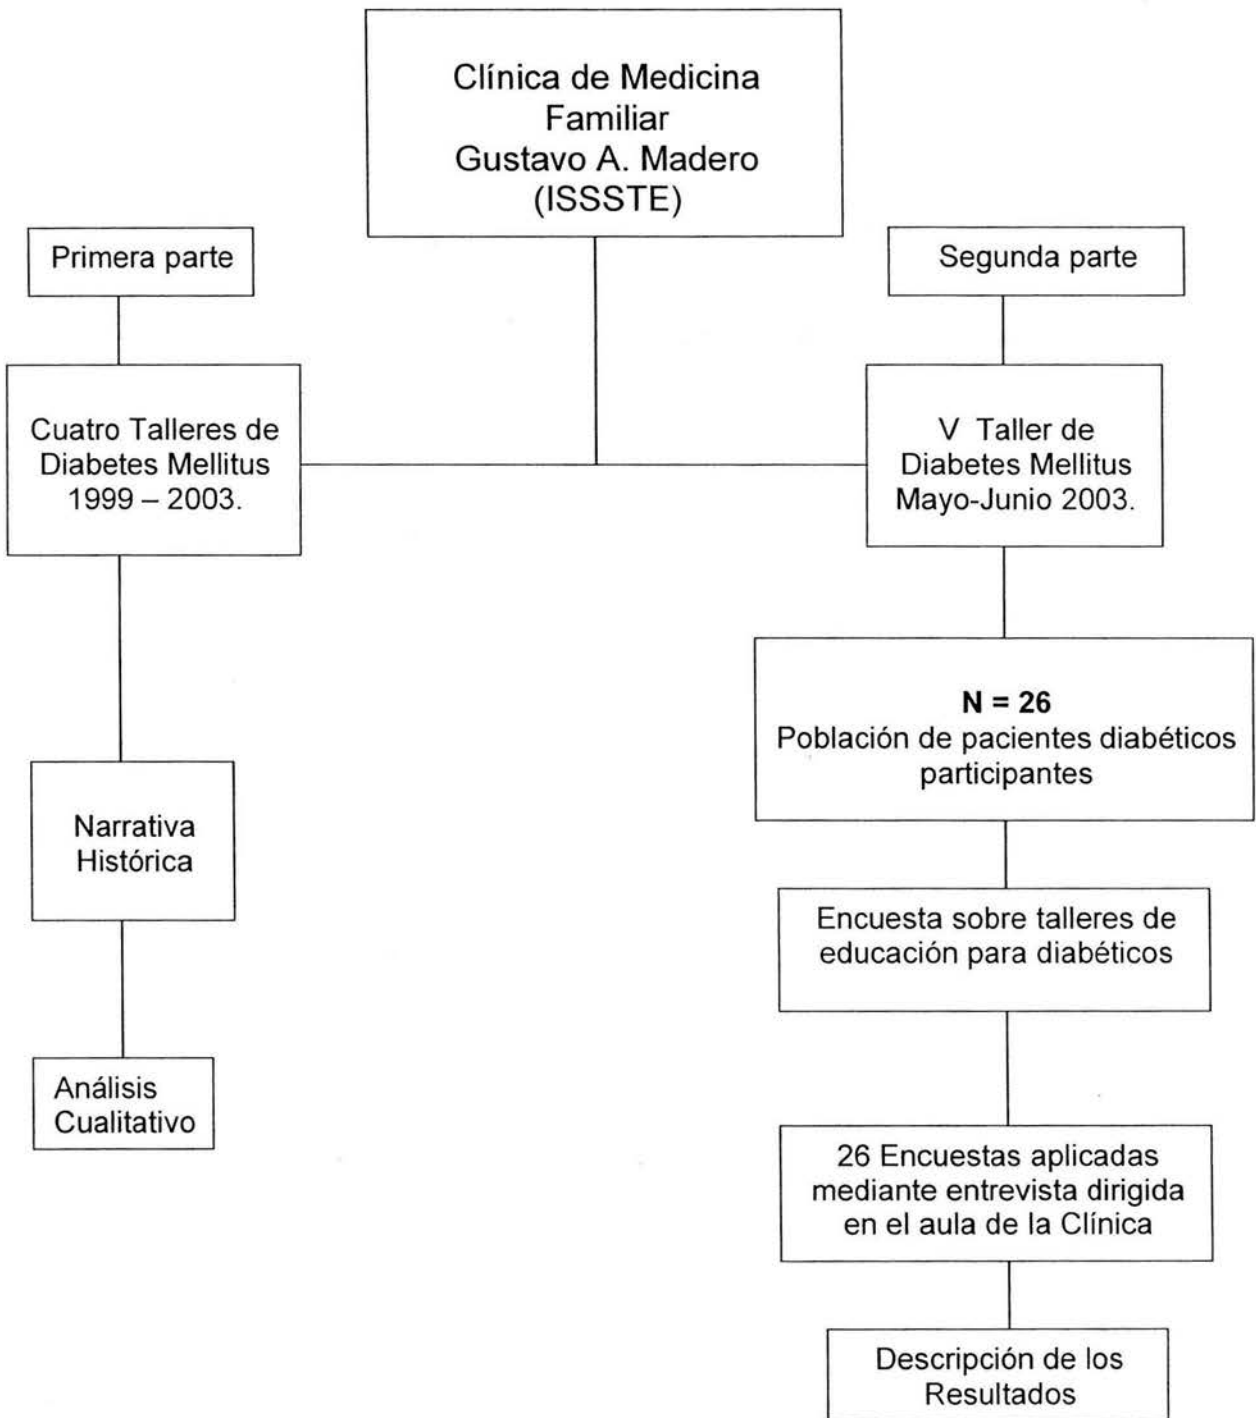 Clínica de Medicina
Familiar
Gustavo A. Madero
(ISSSTE)
Primera parte
Segunda parte
Cuatro Talleres de
Diabetes Mellitus
1999 – 2003.
V Taller de
Diabetes Mellitus
Mayo-Junio 2003.
N = 26
Población de pacientes diabéticos
participantes
Narrativa
Histórica
Encuesta sobre talleres de
educación para diabéticos
Análisis
Cualitativo
26 Encuestas aplicadas
mediante entrevista dirigida
en el aula de la Clínica
Descripción de los
Resultados